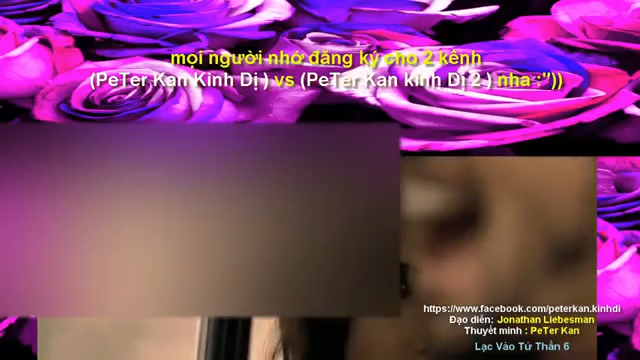 mọi người nhớ đăng ký cho 2 kênh
(PeTer Kan Kinh Dị ) vs (PeTer Kan kinh Dị 2 ) nha :"))
https://www.facebook.com/peterkan.kinhdi
Đạo diễn: Jonathan Liebesman
Thuyết minh : PeTer Kan
Lạc Vào Tử Thần 6